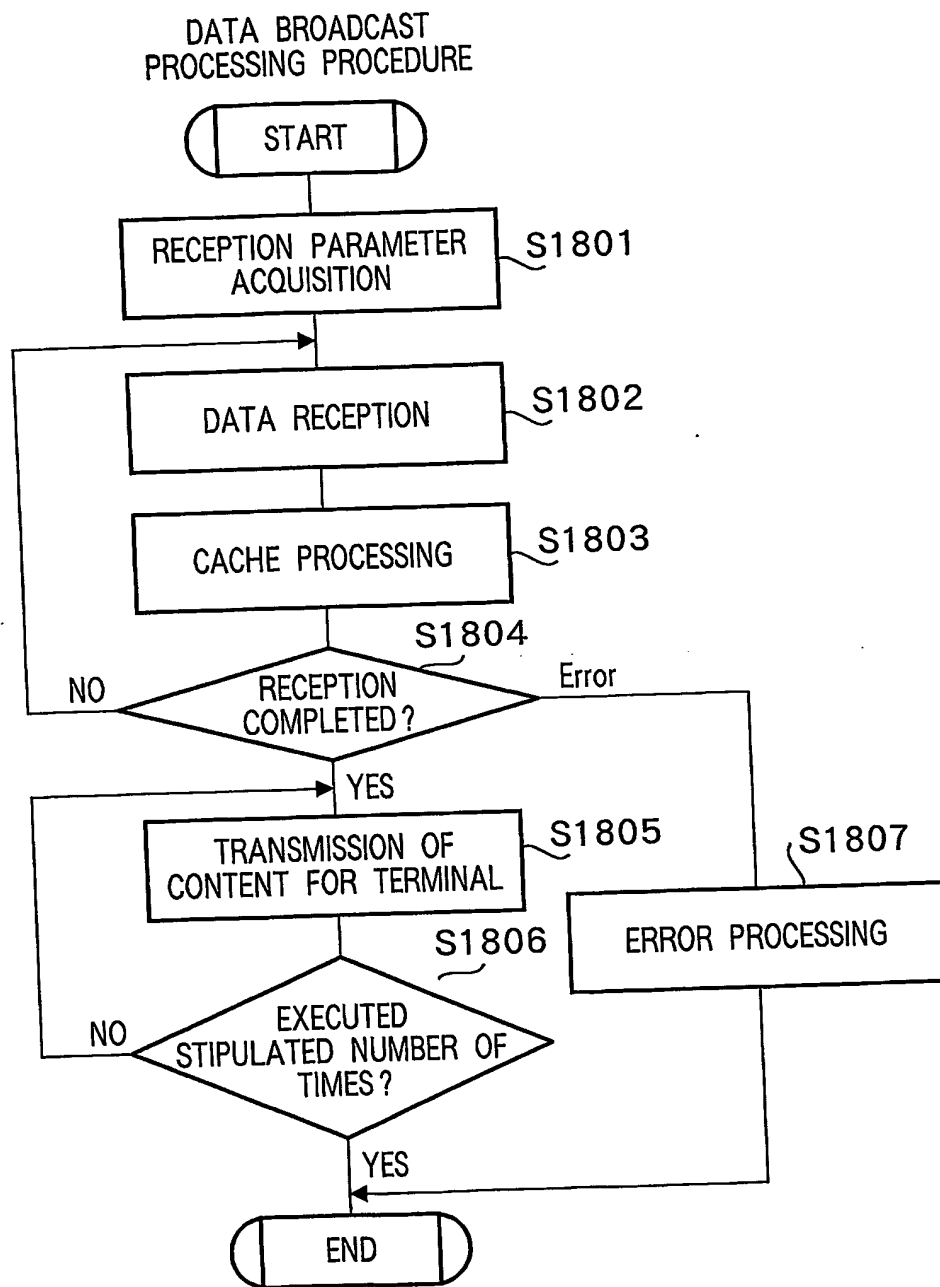 DATA BROADCAST
PROCESSING PROCEDURE
START
RECEPTION PARAMETER
ACQUISITION
S1801
DATA RECEPTION
S1802
CACHE PROCESSING
S1803
S1804
RECEPTION
COMPLETED?
NO
Error
YES
TRANSMISSION OF
CONTENT FOR TERMINAL
S1805
S1807
ERROR PROCESSING
S1806
EXECUTED
STIPULATED NUMBER OF
TIMES?
NO
YES
END